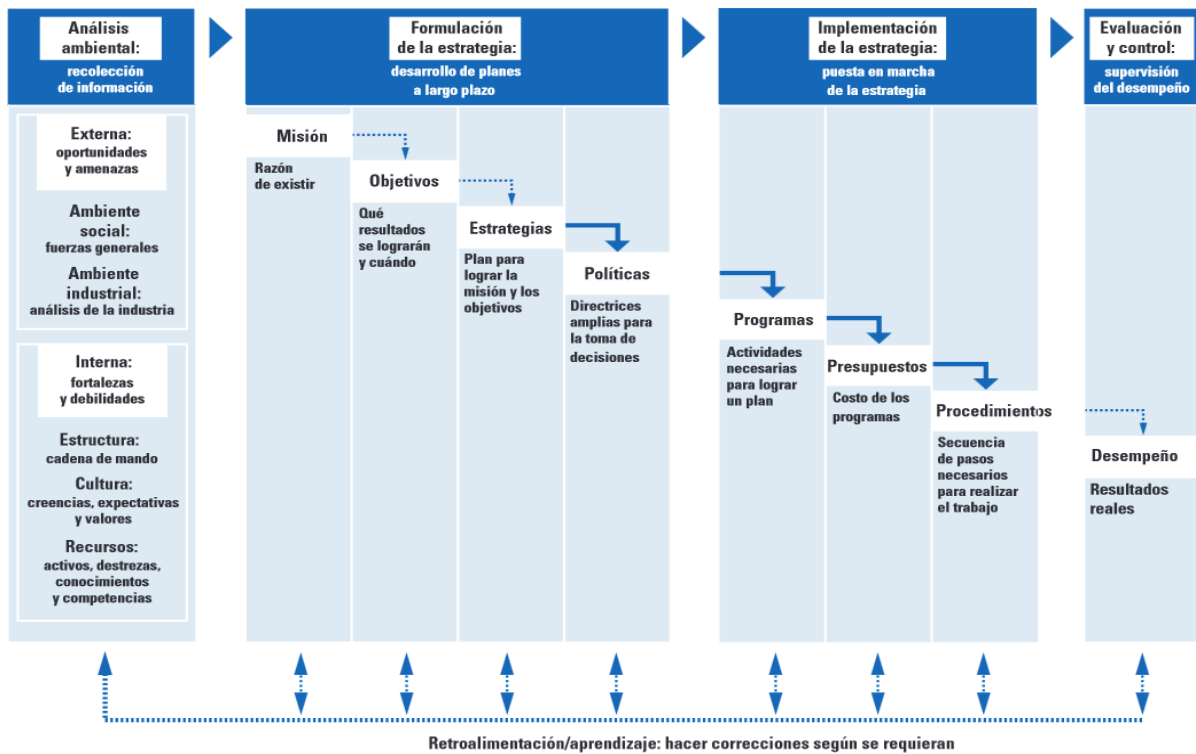 Análisis
ambiental:
recolección
de información
Externa:
oportunidades
y amenazas
Ambiente
social:
fuerzas generales
Ambiente
industrial:
análisis de la industria
Interna:
fortalezas
y debilidades
Estructura:
cadena de mando
Cultura:
creencias, expectativas
y valores
Recursos:
activos, destrezas,
conocimientos
y competencias
Formulación
de la estrategia:
desarrollo de planes
a largo plazo
Misión
Razón
de existir
Objetivos
Qué
resultados
se lograrán
y cuándo
Estrategias
Plan para
lograr la
misión y los
objetivos
Políticas
Directrices
amplias para
la toma de
decisiones
Implementación
de la estrategia:
puesta en marcha
de la estrategia
Programas
Actividades
necesarias
para lograr
un plan
Presupuestos
Costo de los
programas
Procedimientos
Secuencia
de pasos
necesarios
para realizar
el trabajo
Evaluación
y control:
supervisión
del desempeño
Desempeño
Resultados
reales
Retroalimentación/aprendizaje: hacer correcciones según se requieran